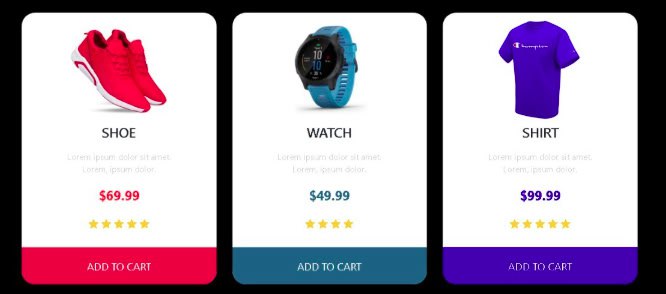 Champion
SHOE
Lorem ipsum dolor sit amet.
Lorem, ipsum dolor.
$69.99
ADD TO CART
WATCH
Lorem ipsum dolor sit amet.
Lorem, ipsum dolor.
$49.99
ADD TO CART
SHIRT
Lorem ipsum dolor sit amet.
Lorem, ipsum dolor.
$99.99
ADD TO CART